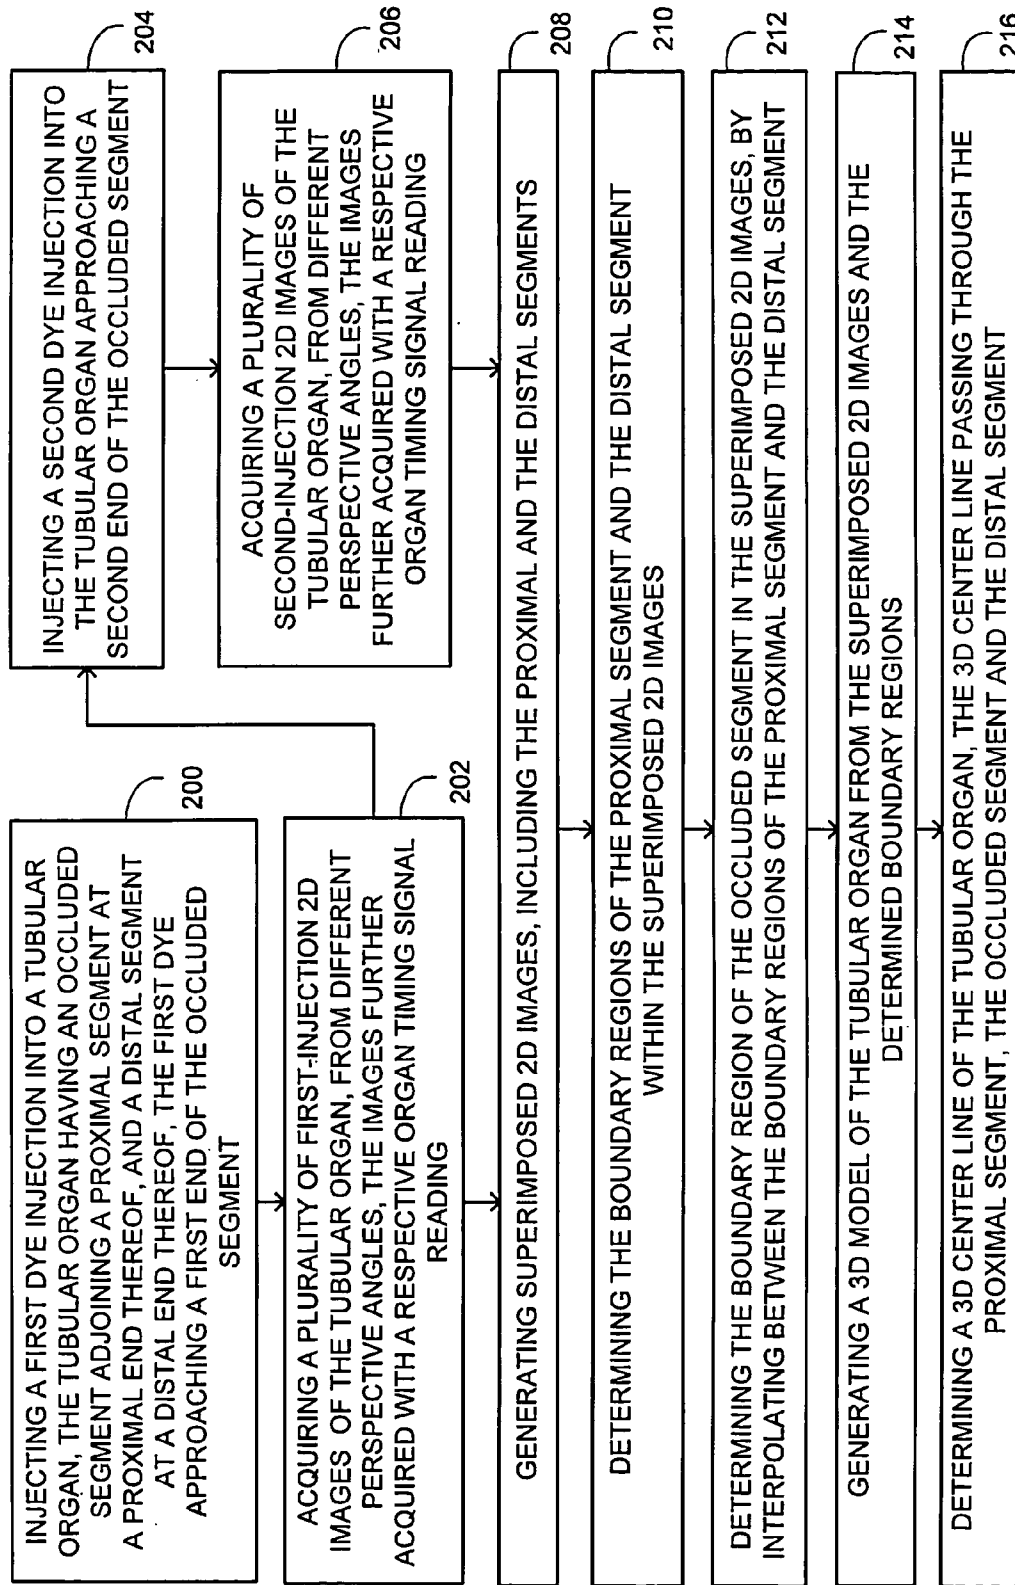 INJECTING A FIRST DYE INJECTION INTO A TUBULAR
ORGAN, THE TUBULAR ORGAN HAVING AN OCCLUDED
SEGMENT ADJOINING A PROXIMAL SEGMENT AT
A PROXIMAL END THEREOF, AND A DISTAL SEGMENT
AT A DISTAL END THEREOF, THE FIRST DYE
APPROACHING A FIRST END OF THE OCCLUDED
SEGMENT
200
ACQUIRING A PLURALITY OF FIRST-INJECTION 2D
IMAGES OF THE TUBULAR ORGAN, FROM DIFFERENT
PERSPECTIVE ANGLES, THE IMAGES FURTHER
ACQUIRED WITH A RESPECTIVE ORGAN TIMING SIGNAL
READING
202
INJECTING A SECOND DYE INJECTION INTO
THE TUBULAR ORGAN APPROACHING A
SECOND END OF THE OCCLUDED SEGMENT
204
ACQUIRING A PLURALITY OF
SECOND-INJECTION 2D IMAGES OF THE
TUBULAR ORGAN, FROM DIFFERENT
PERSPECTIVE ANGLES, THE IMAGES
FURTHER ACQUIRED WITH A RESPECTIVE
ORGAN TIMING SIGNAL READING
206
GENERATING SUPERIMPOSED 2D IMAGES, INCLUDING THE PROXIMAL AND THE DISTAL SEGMENTS
208
DETERMINING THE BOUNDARY REGIONS OF THE PROXIMAL SEGMENT AND THE DISTAL SEGMENT
WITHIN THE SUPERIMPOSED 2D IMAGES
210
DETERMINING THE BOUNDARY REGION OF THE OCCLUDED SEGMENT IN THE SUPERIMPOSED 2D IMAGES, BY
INTERPOLATING BETWEEN THE BOUNDARY REGIONS OF THE PROXIMAL SEGMENT AND THE DISTAL SEGMENT
212
GENERATING A 3D MODEL OF THE TUBULAR ORGAN FROM THE SUPERIMPOSED 2D IMAGES AND THE
DETERMINED BOUNDARY REGIONS
214
DETERMINING A 3D CENTER LINE OF THE TUBULAR ORGAN, THE 3D CENTER LINE PASSING THROUGH THE
PROXIMAL SEGMENT, THE OCCLUDED SEGMENT AND THE DISTAL SEGMENT
216